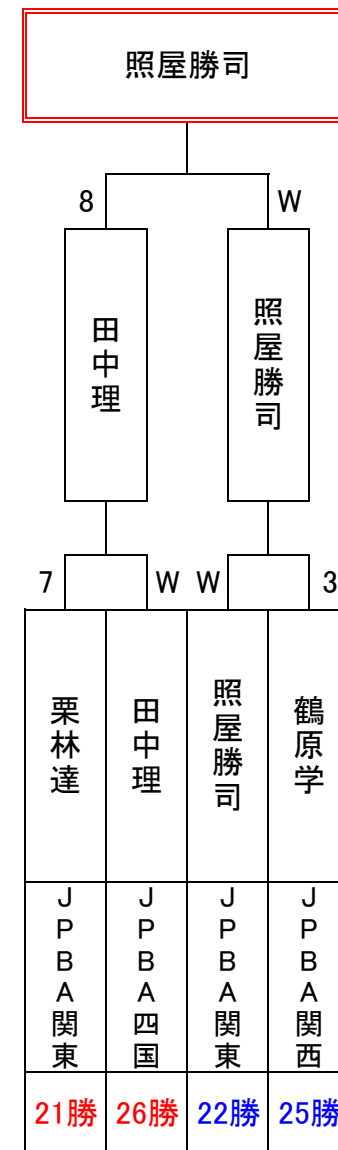 照屋勝司
8 W
田中理 照屋勝司
7 W W 3
栗林達 田中理 照屋勝司 鶴原学
JPBA関東 JPBA四国 JPBA関東 JPBA関西
21勝 26勝 22勝 25勝